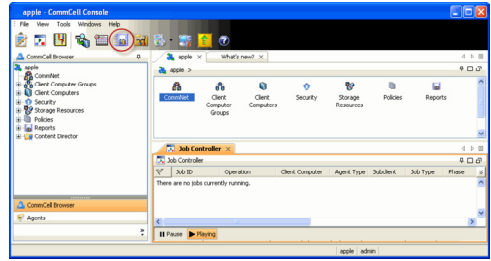 apple - CommCell Console
File View Tools Windows Help
CommCell Browser
apple
CommNet
Client Computer Groups
Client Computers
Security
Storage Resources
Policies
Reports
Content Director
CommCell Browser
Agents
apple
What's new?
apple >
CommNet
Client Computer Groups
Client Computers
Security
Storage Resources
Policies
Reports
Job Controller
Job Controller
Job ID Operation Client Computer Agent Type Subclient Job Type Phase
There are no jobs currently running.
Pause Playing
apple admin